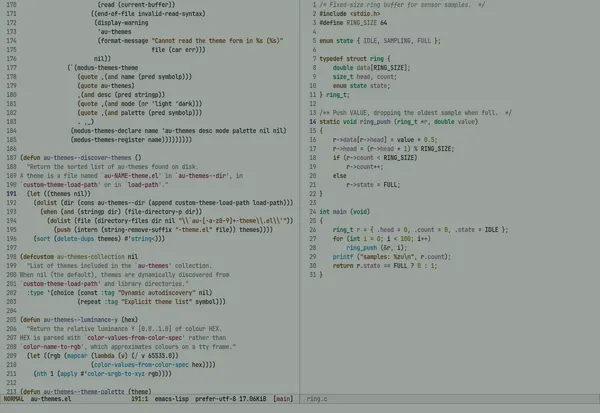 170 (read (current-buffer))
171 ((end-of-file invalid-read-syntax)
172 (display-warning
173 'au-themes
174 (format-message "Cannot read the theme form in %s (%s)"
175 file (car err)))
176 nil))
177 (`(modus-themes-theme
178 (quote ,(and name (pred symbolp)))
179 (quote au-themes)
180 ,(and desc (pred stringp))
181 (quote ,(and mode (or 'light 'dark)))
182 (quote ,(and palette (pred symbolp)))
183 . ,_)
184 (modus-themes-declare name 'au-themes desc mode palette nil nil)
185 (modus-themes-register name)))))))))
186
187 (defun au-themes--discover-themes ()
188 "Return the sorted list of au-themes found on disk.
189 A theme is a file named `au-NAME-theme.el' in `au-themes--dir', in
190 `custom-theme-load-path' or in `load-path'."
191 (let ((themes nil))
192 (dolist (dir (cons au-themes--dir (append custom-theme-load-path load-path)))
193 (when (and (stringp dir) (file-directory-p dir))
194 (dolist (file (directory-files dir nil "\\`au-[-a-z0-9]+-theme\\.el\\'"))
195 (push (intern (string-remove-suffix "-theme.el" file)) themes))))
196 (sort (delete-dups themes) #'string<)))
197
198 (defcustom au-themes-collection nil
199 "List of themes included in the `au-themes' collection.
200 When nil (the default), themes are dynamically discovered from
201 `custom-theme-load-path' and library directories."
202 :type '(choice (const :tag "Dynamic autodiscovery" nil)
203 (repeat :tag "Explicit theme list" symbol)))
204
205 (defun au-themes--luminance-y (hex)
206 "Return the relative luminance Y [0.0..1.0] of colour HEX.
207 HEX is parsed with `color-values-from-color-spec' rather than
208 `color-name-to-rgb', which approximates colours on a tty frame."
209 (let ((rgb (mapcar (lambda (v) (/ v 65535.0))
210 (color-values-from-color-spec hex))))
211 (nth 1 (apply #'color-srgb-to-xyz rgb))))
212
213 (defun au-themes--theme-palette (theme)
NORMAL au-themes.el 191:1 emacs-lisp prefer-utf-8 17.06KiB [main]
1 /* Fixed-size ring buffer for sensor samples. */
2 #include <stdio.h>
3 #define RING_SIZE 64
4
5 enum state { IDLE, SAMPLING, FULL };
6
7 typedef struct ring {
8 double data[RING_SIZE];
9 size_t head, count;
10 enum state state;
11 } ring_t;
12
13 /** Push VALUE, dropping the oldest sample when full. */
14 static void ring_push (ring_t *r, double value)
15 {
16 r->data[r->head] = value * 0.5;
17 r->head = (r->head + 1) % RING_SIZE;
18 if (r->count < RING_SIZE)
19 r->count++;
20 else
21 r->state = FULL;
22 }
23
24 int main (void)
25 {
26 ring_t r = { .head = 0, .count = 0, .state = IDLE };
27 for (int i = 0; i < 100; i++)
28 ring_push (&r, i);
29 printf ("samples: %zu\n", r.count);
30 return r.state == FULL ? 0 : 1;
31 }
ring.c